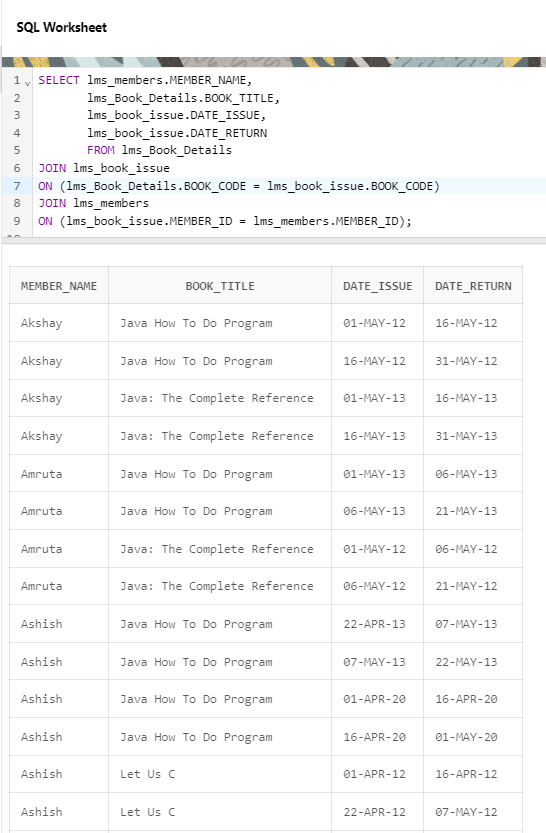 SQL Worksheet
1 SELECT lms_members.MEMBER_NAME,
2 lms_Book_Details.BOOK_TITLE,
3 lms_book_issue.DATE_ISSUE,
4 lms_book_issue.DATE_RETURN
5 FROM lms_Book_Details
6 JOIN lms_book_issue
7 ON (lms_Book_Details.BOOK_CODE = lms_book_issue.BOOK_CODE)
8 JOIN lms_members
9 ON (lms_book_issue.MEMBER_ID = lms_members.MEMBER_ID);
MEMBER_NAME BOOK_TITLE DATE_ISSUE DATE_RETURN
Akshay Java How To Do Program 01-MAY-12 16-MAY-12
Akshay Java How To Do Program 16-MAY-12 31-MAY-12
Akshay Java: The Complete Reference 01-MAY-13 16-MAY-13
Akshay Java: The Complete Reference 16-MAY-13 31-MAY-13
Amruta Java How To Do Program 01-MAY-13 06-MAY-13
Amruta Java How To Do Program 06-MAY-13 21-MAY-13
Amruta Java: The Complete Reference 01-MAY-12 06-MAY-12
Amruta Java: The Complete Reference 06-MAY-12 21-MAY-12
Ashish Java How To Do Program 22-APR-13 07-MAY-13
Ashish Java How To Do Program 07-MAY-13 22-MAY-13
Ashish Java How To Do Program 01-APR-20 16-APR-20
Ashish Java How To Do Program 16-APR-20 01-MAY-20
Ashish Let Us C 01-APR-12 16-APR-12
Ashish Let Us C 22-APR-12 07-MAY-12